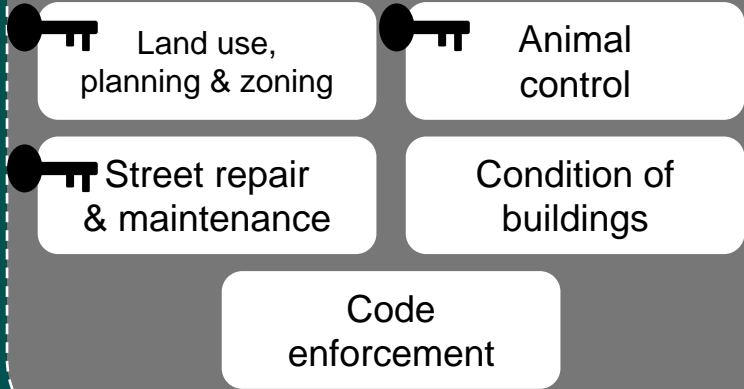 Land use,
planning & zoning
Animal
control
Street repair
& maintenance
Condition of
buildings
Code
enforcement